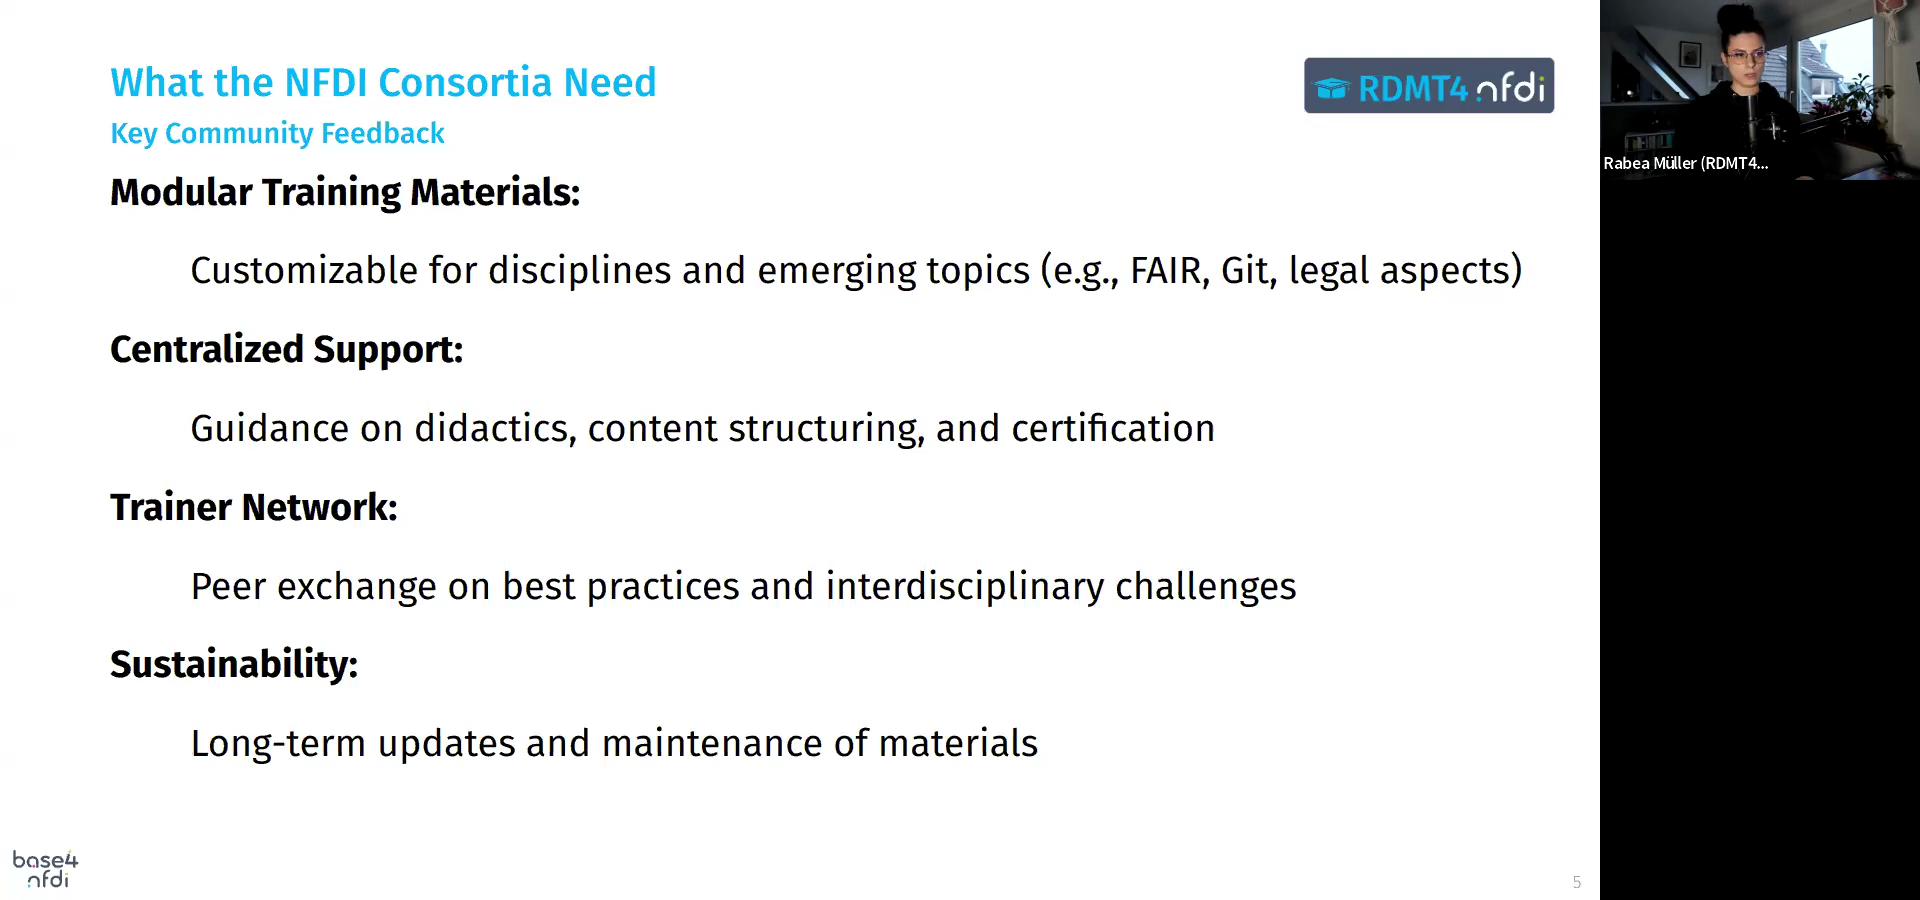 What the NFDI Consortia Need
Key Community Feedback
RDMT4 nfdi
Modular Training Materials:
Customizable for disciplines and emerging topics (e.g., FAIR, Git, legal aspects)
Centralized Support:
Guidance on didactics, content structuring, and certification
Trainer Network:
Peer exchange on best practices and interdisciplinary challenges
Sustainability:
Long-term updates and maintenance of materials
base4
nfdi
5
Rabea Müller (RDMT4...